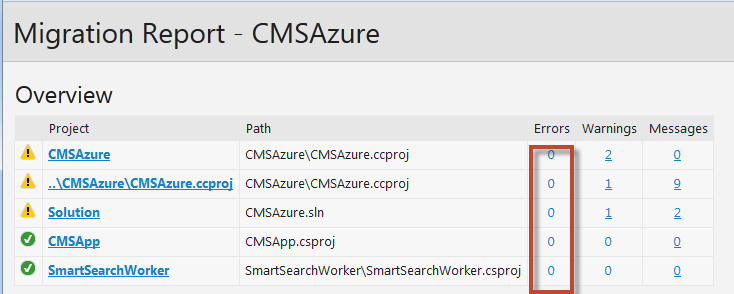 Migration Report - CMSAzure
Overview
Project Path Errors Warnings Messages
CMSAzure CMSAzure\CMSAzure.ccproj 0 2 0
..\CMSAzure\CMSAzure.ccproj CMSAzure\CMSAzure.ccproj 0 1 9
Solution CMSAzure.sln 0 1 2
CMSApp CMSApp.csproj 0 0 0
SmartSearchWorker SmartSearchWorker\SmartSearchWorker.csproj 0 0 0